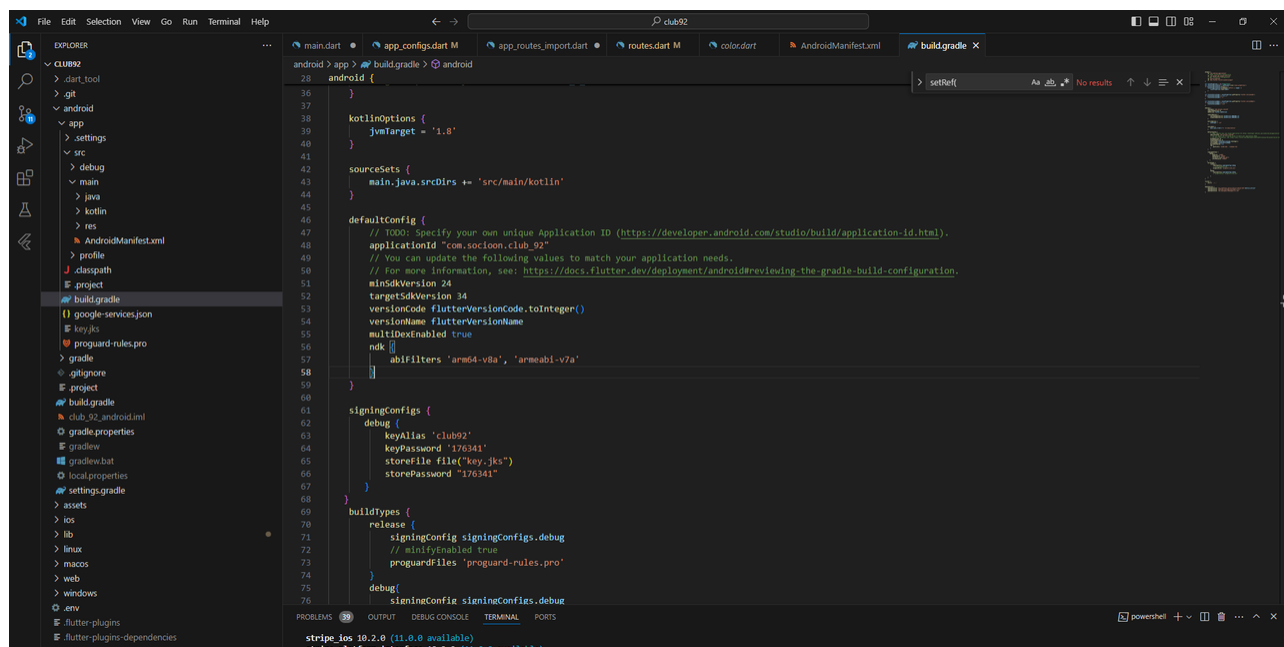 File Edit Selection View Go Run Terminal Help
club92
EXPLORER
main.dart
app_configs.dart M
app_routes_import.dart
routes.dart M
color.dart
AndroidManifest.xml
build.gradle
CLUB92
.dart_tool
.git
android
app
.settings
src
debug
main
java
kotlin
res
AndroidManifest.xml
profile
.classpath
.project
build.gradle
google-services.json
key.jks
proguard-rules.pro
gradle
.gitignore
.project
build.gradle
club_92_android.iml
gradle.properties
gradlew
gradlew.bat
local.properties
settings.gradle
assets
ios
lib
linux
macos
web
windows
.env
.flutter-plugins
.flutter-plugins-dependencies
android > app > build.gradle > android
setRef(
Aa ab .*
No results
28 android {
36 }
37
38 kotlinOptions {
39 jvmTarget = '1.8'
40 }
41
42 sourceSets {
43 main.java.srcDirs += 'src/main/kotlin'
44 }
45
46 defaultConfig {
47 // TODO: Specify your own unique Application ID (https://developer.android.com/studio/build/application-id.html).
48 applicationId "com.socioon.club_92"
49 // You can update the following values to match your application needs.
50 // For more information, see: https://docs.flutter.dev/deployment/android#reviewing-the-gradle-build-configuration.
51 minSdkVersion 24
52 targetSdkVersion 34
53 versionCode flutterVersionCode.toInteger()
54 versionName flutterVersionName
55 multiDexEnabled true
56 ndk {
57 abiFilters 'arm64-v8a', 'armeabi-v7a'
58 }
59 }
60
61 signingConfigs {
62 debug {
63 keyAlias 'club92'
64 keyPassword '176341'
65 storeFile file("key.jks")
66 storePassword "176341"
67 }
68 }
69 buildTypes {
70 release {
71 signingConfig signingConfigs.debug
72 // minifyEnabled true
73 proguardFiles 'proguard-rules.pro'
74 }
75 debug{
76 signingConfig signingConfigs.debug
PROBLEMS 39 OUTPUT DEBUG CONSOLE TERMINAL PORTS
powershell
stripe_ios 10.2.0 (11.0.0 available)